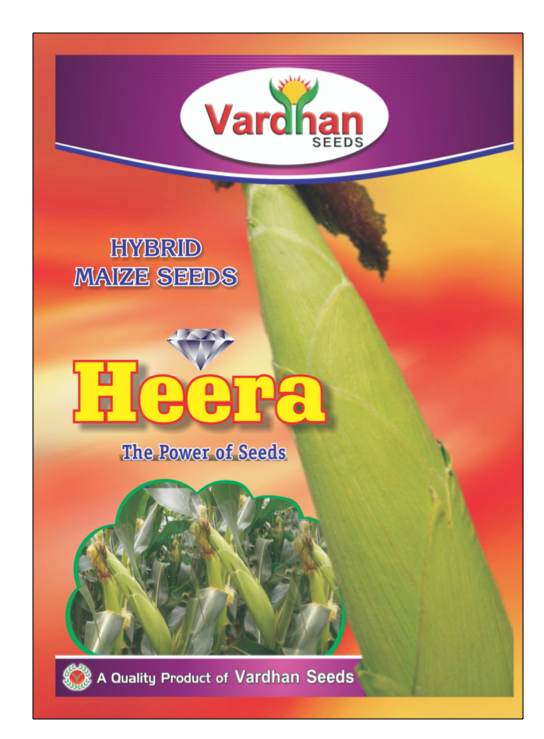 Vardhan
SEEDS
HYBRID
MAIZE SEEDS
Heera
The Power of Seeds
A Quality Product of Vardhan Seeds